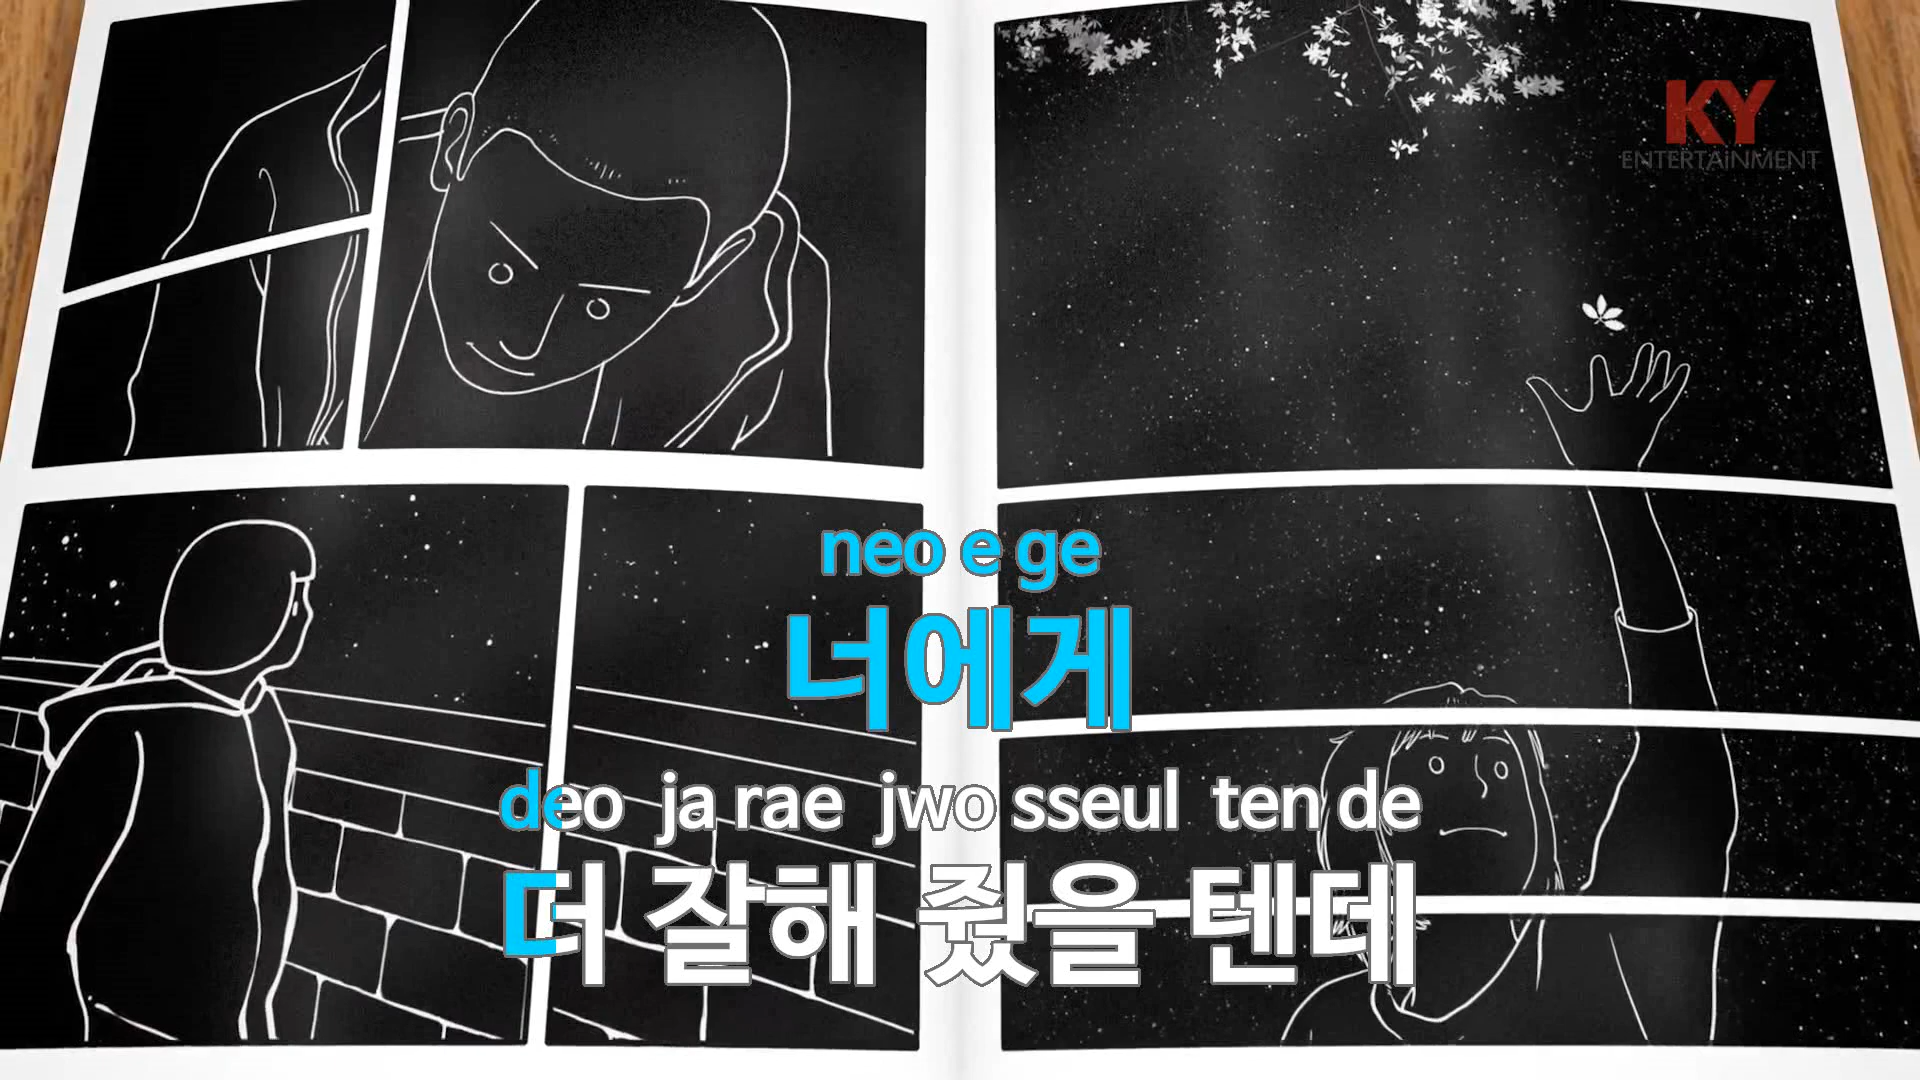 KY
ENTERTAiNMENT
neo e ge
너에게
deo ja rae jwo sseul ten de
더 잘해 줬을 텐데